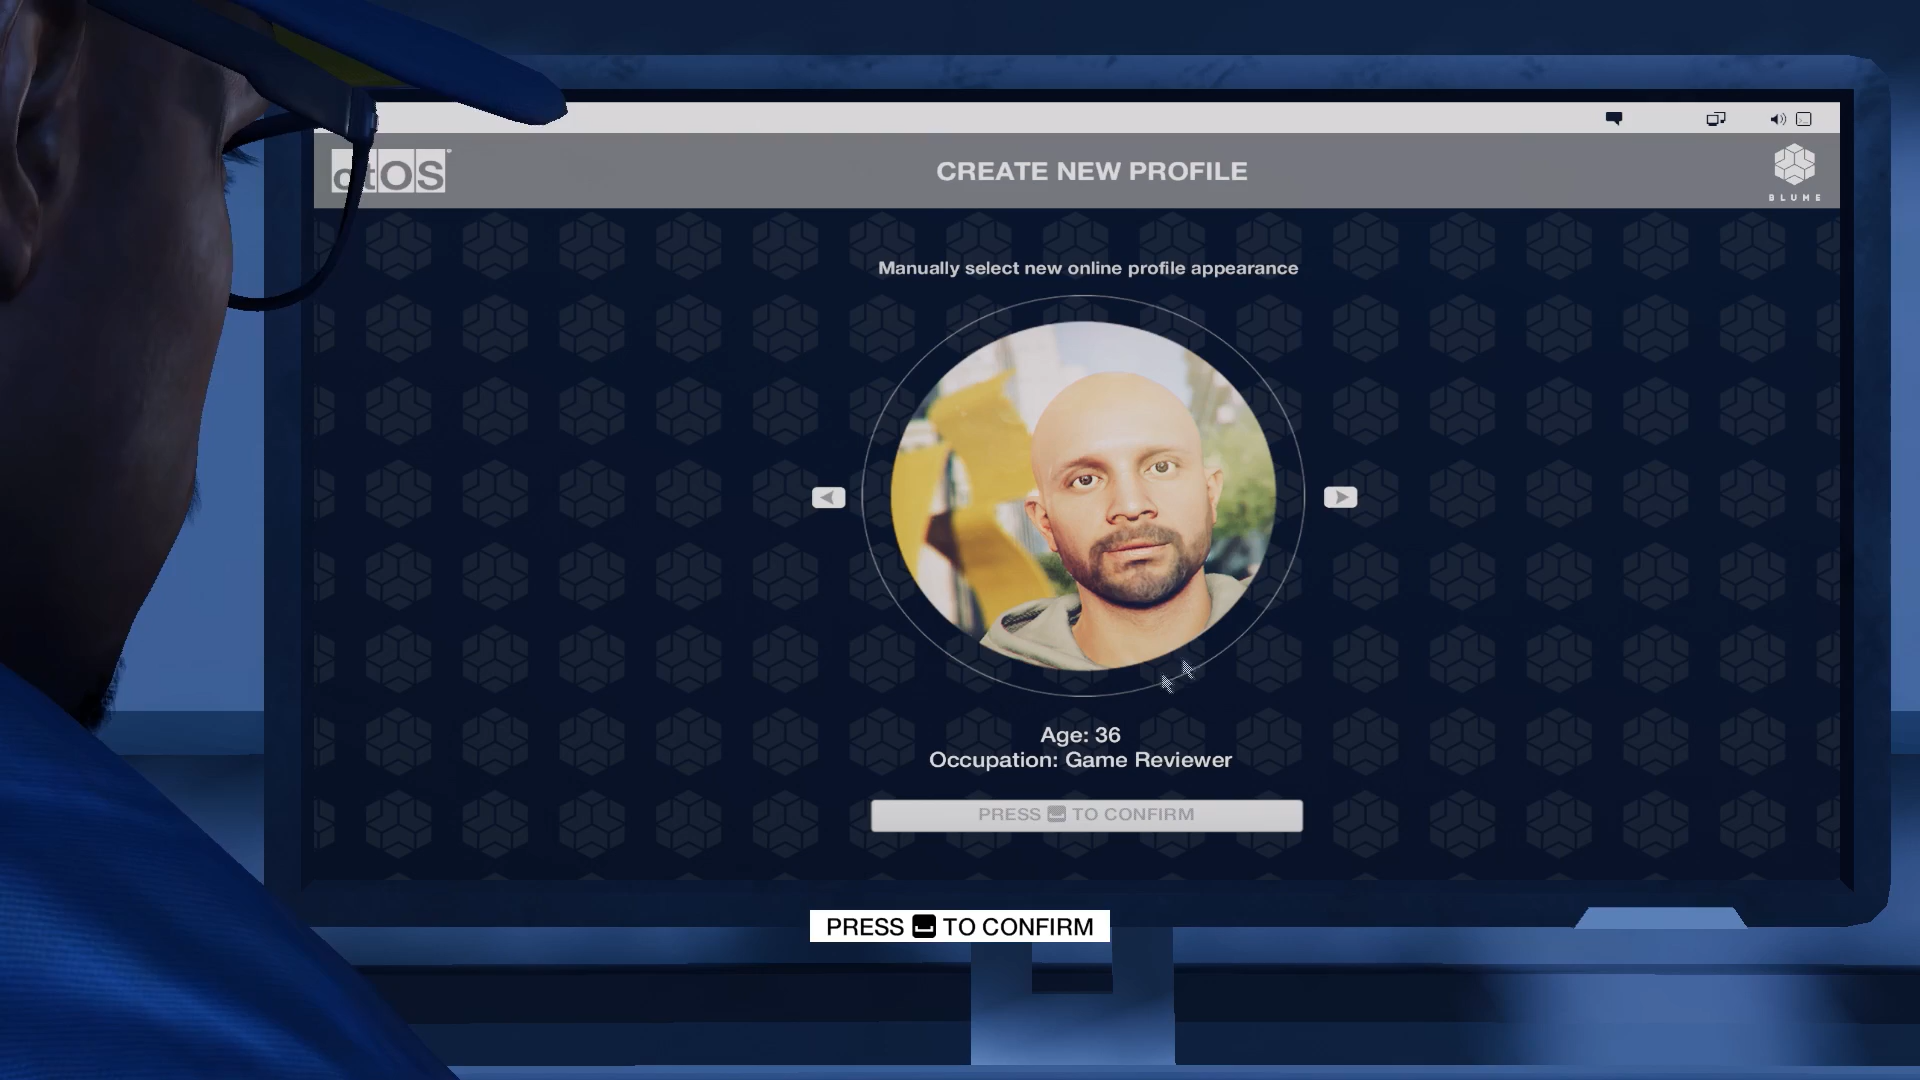 ctOS
CREATE NEW PROFILE
BLUME
Manually select new online profile appearance
Age: 36
Occupation: Game Reviewer
PRESS TO CONFIRM
PRESS TO CONFIRM